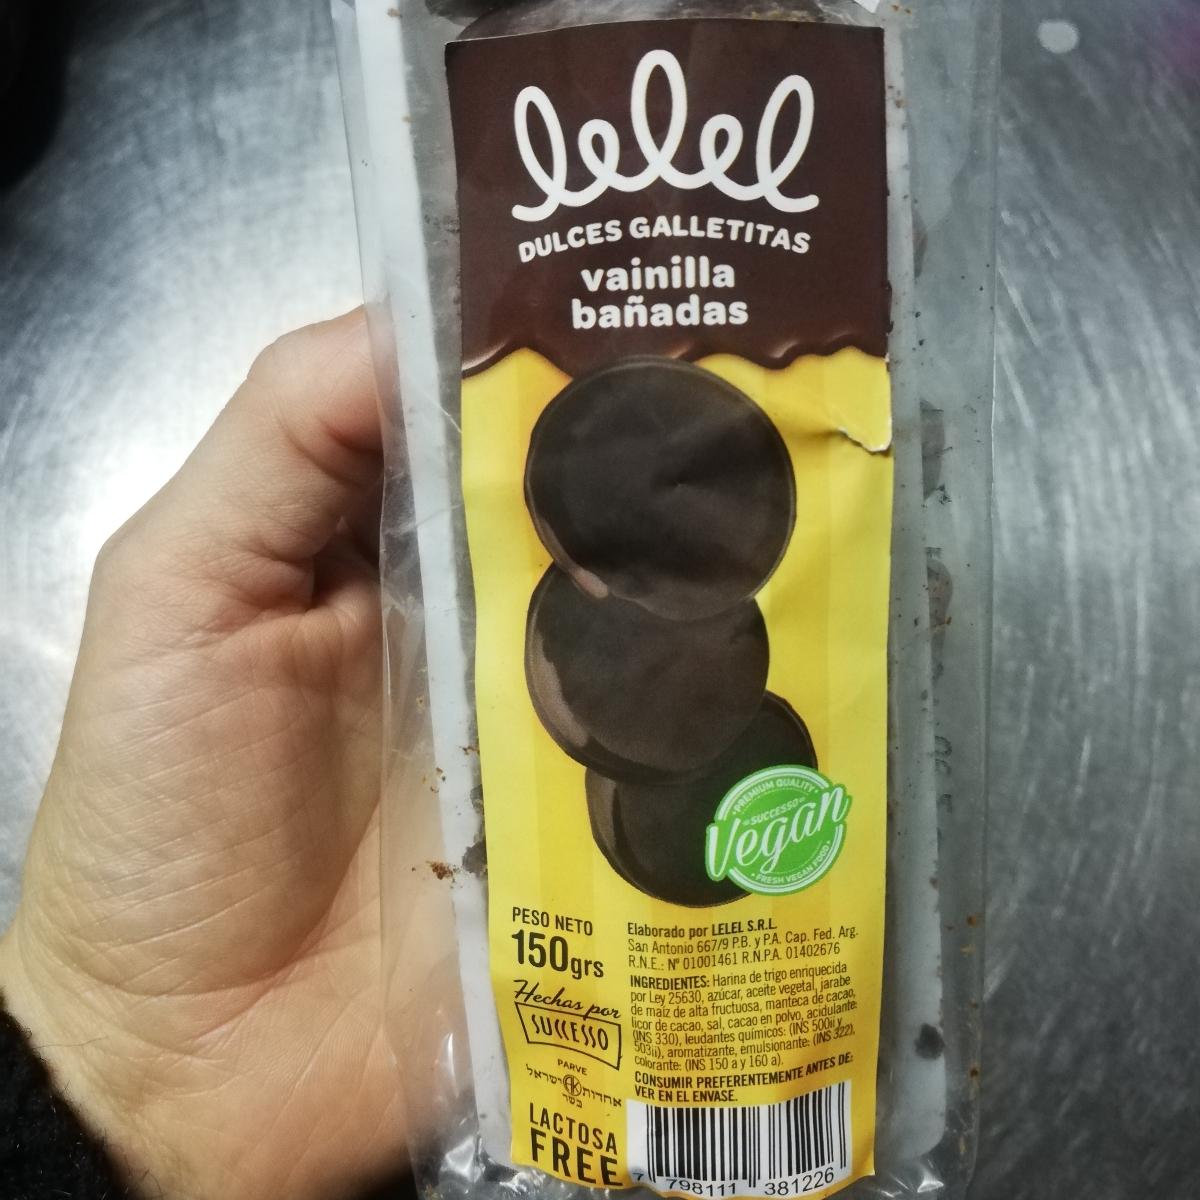 lelel
DULCES GALLETITAS
vainilla
bañadas
PREMIUM QUALITY
SUCCESSO
Vegan
FRESH VEGAN FOOD
PESO NETO
150grs
Hechas por
SUCCESSO
PARVE
אחדות ישראל
AK
כשר
LACTOSA
FREE
Elaborado por LELEL S.R.L.
San Antonio 667/9 P.B. y P.A. Cap. Fed. Arg.
R.N.E.: Nº 01001461 R.N.P.A. 01402676
INGREDIENTES: Harina de trigo enriquecida
por Ley 25630, azúcar, aceite vegetal, jarabe
de maíz de alta fructuosa, manteca de cacao,
licor de cacao, sal, cacao en polvo, acidulante:
(INS 330), leudantes químicos: (INS 500ii y
503ii), aromatizante, emulsionante: (INS 322),
colorante: (INS 150 a y 160 a).
CONSUMIR PREFERENTEMENTE ANTES DE:
VER EN EL ENVASE.
7 798111 381226